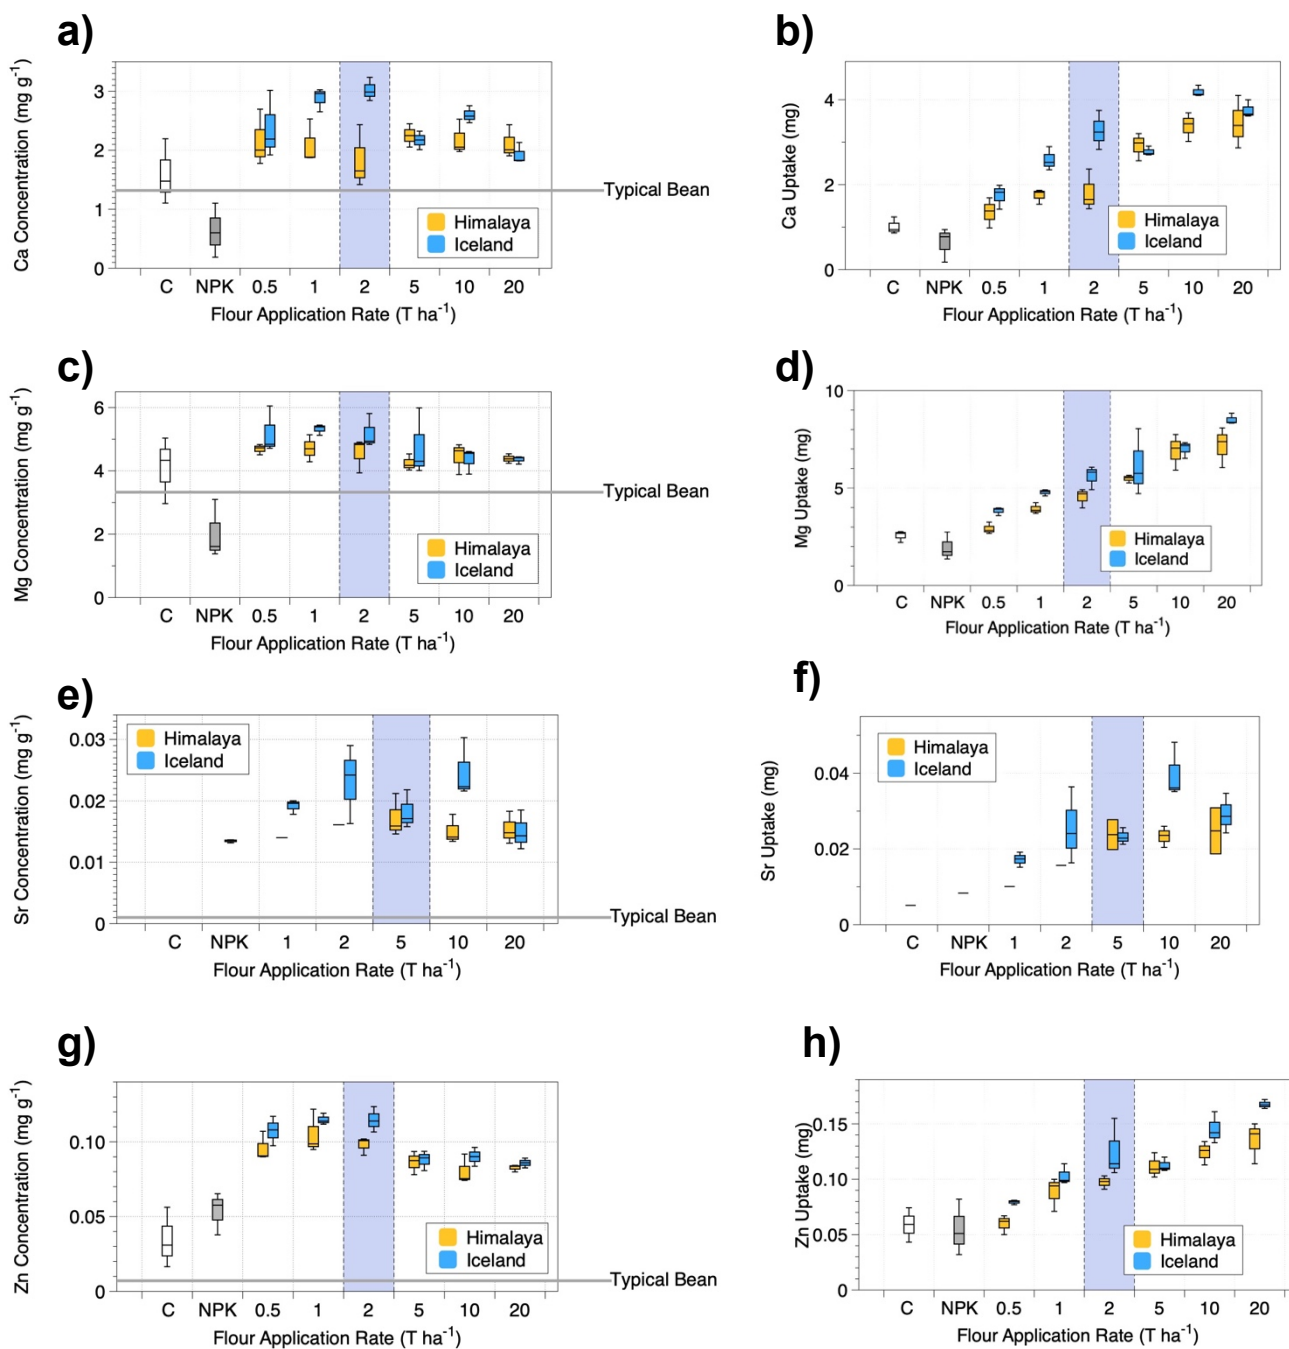 a)
Ca Concentration (mg g⁻¹)
3
2
1
0
Typical Bean
Himalaya
Iceland
C NPK 0.5 1 2 5 10 20
Flour Application Rate (T ha⁻¹)
b)
Ca Uptake (mg)
4
2
0
Himalaya
Iceland
C NPK 0.5 1 2 5 10 20
Flour Application Rate (T ha⁻¹)
c)
Mg Concentration (mg g⁻¹)
6
4
2
0
Typical Bean
Himalaya
Iceland
C NPK 0.5 1 2 5 10 20
Flour Application Rate (T ha⁻¹)
d)
Mg Uptake (mg)
10
5
0
Himalaya
Iceland
C NPK 0.5 1 2 5 10 20
Flour Application Rate (T ha⁻¹)
e)
Sr Concentration (mg g⁻¹)
0.03
0.02
0.01
0
Himalaya
Iceland
Typical Bean
C NPK 1 2 5 10 20
Flour Application Rate (T ha⁻¹)
f)
Sr Uptake (mg)
0.04
0.02
0
Himalaya
Iceland
C NPK 1 2 5 10 20
Flour Application Rate (T ha⁻¹)
g)
Zn Concentration (mg g⁻¹)
0.10
0.05
0
Himalaya
Iceland
Typical Bean
C NPK 0.5 1 2 5 10 20
Flour Application Rate (T ha⁻¹)
h)
Zn Uptake (mg)
0.15
0.10
0.05
0
Himalaya
Iceland
C NPK 0.5 1 2 5 10 20
Flour Application Rate (T ha⁻¹)